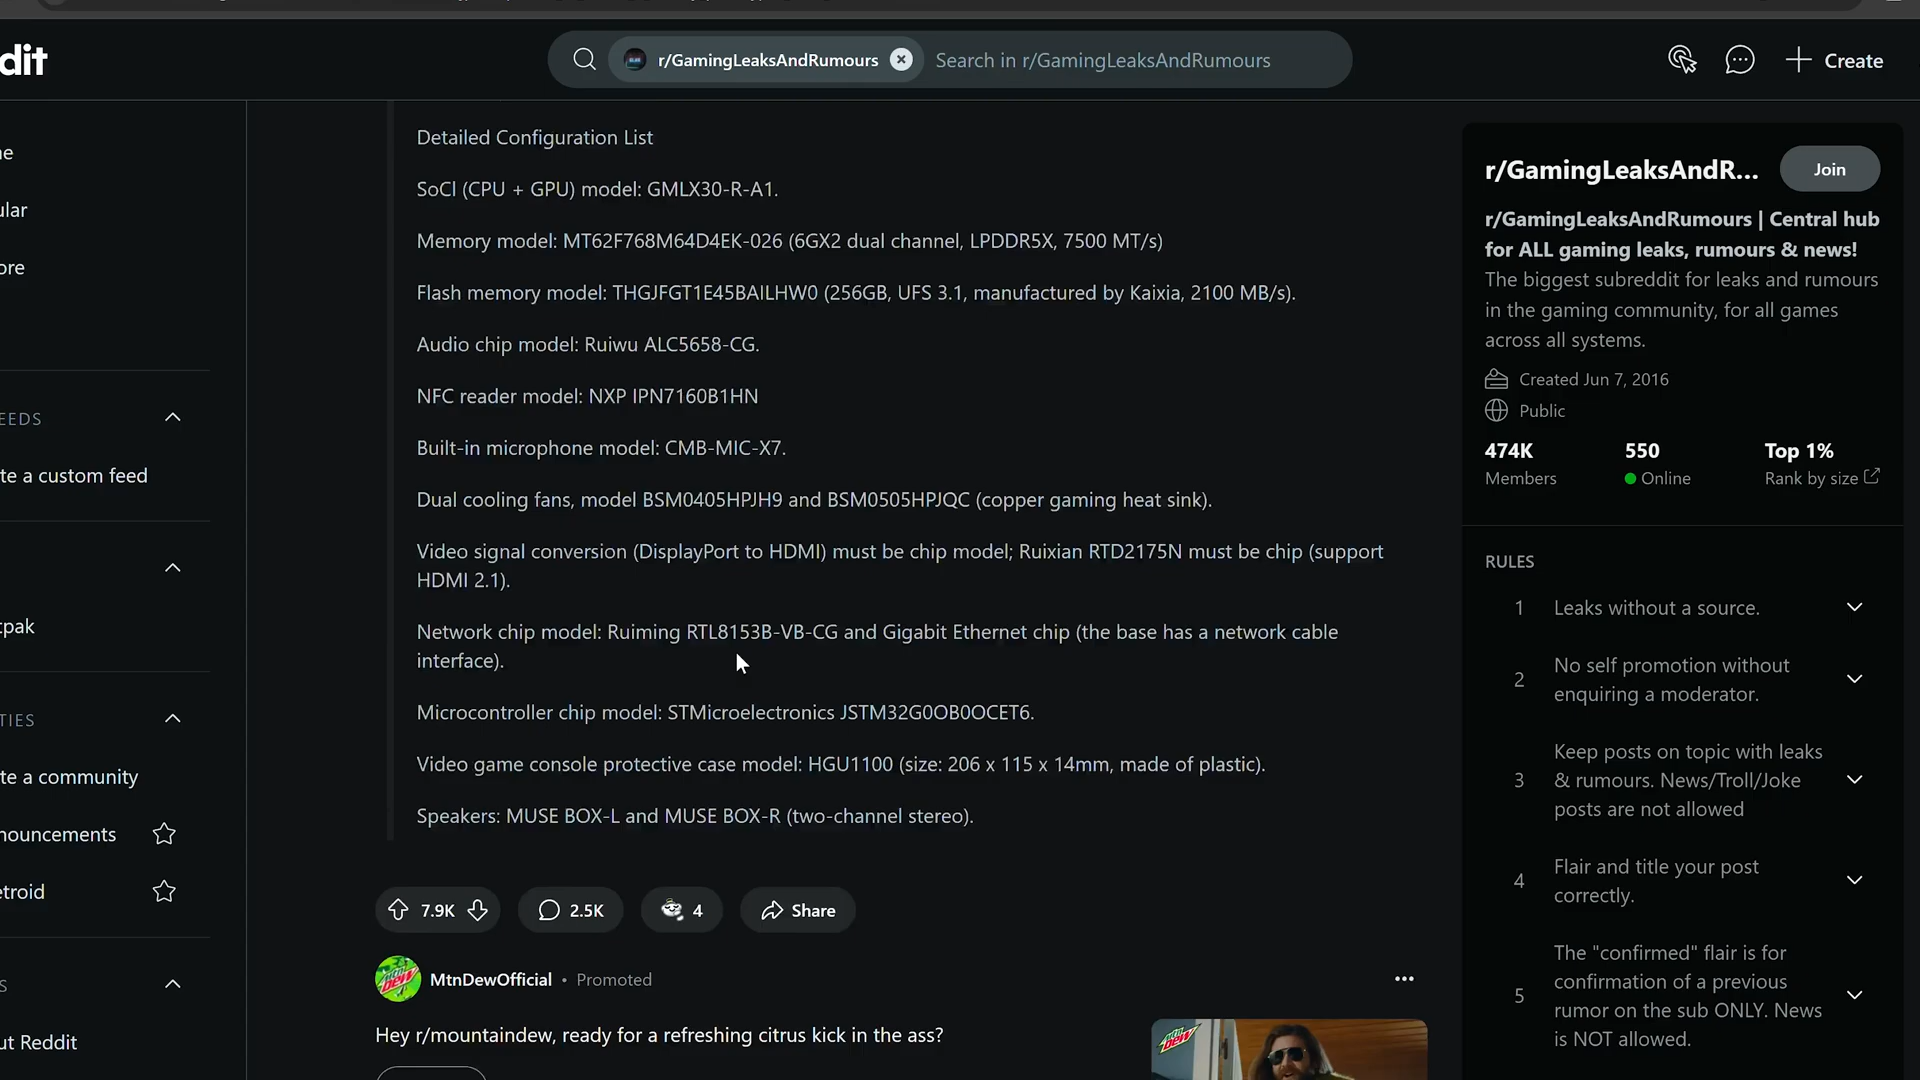 dit
r/GamingLeaksAndRumours
Search in r/GamingLeaksAndRumours
Create
e
lar
ore
EEDS
te a custom feed
tpak
TIES
te a community
nouncements
etroid
S
ut Reddit
Detailed Configuration List
SoCl (CPU + GPU) model: GMLX30-R-A1.
Memory model: MT62F768M64D4EK-026 (6GX2 dual channel, LPDDR5X, 7500 MT/s)
Flash memory model: THGJFGT1E45BAILHW0 (256GB, UFS 3.1, manufactured by Kaixia, 2100 MB/s).
Audio chip model: Ruiwu ALC5658-CG.
NFC reader model: NXP IPN7160B1HN
Built-in microphone model: CMB-MIC-X7.
Dual cooling fans, model BSM0405HPJH9 and BSM0505HPJQC (copper gaming heat sink).
Video signal conversion (DisplayPort to HDMI) must be chip model; Ruixian RTD2175N must be chip (support
HDMI 2.1).
Network chip model: Ruiming RTL8153B-VB-CG and Gigabit Ethernet chip (the base has a network cable
interface).
Microcontroller chip model: STMicroelectronics JSTM32G0OB0OCET6.
Video game console protective case model: HGU1100 (size: 206 x 115 x 14mm, made of plastic).
Speakers: MUSE BOX-L and MUSE BOX-R (two-channel stereo).
7.9K
2.5K
4
Share
MtnDewOfficial • Promoted
Hey r/mountaindew, ready for a refreshing citrus kick in the ass?
r/GamingLeaksAndR...
Join
r/GamingLeaksAndRumours | Central hub
for ALL gaming leaks, rumours & news!
The biggest subreddit for leaks and rumours
in the gaming community, for all games
across all systems.
Created Jun 7, 2016
Public
474K 550 Top 1%
Members Online Rank by size
RULES
1 Leaks without a source.
2 No self promotion without
enquiring a moderator.
3 Keep posts on topic with leaks
& rumours. News/Troll/Joke
posts are not allowed
4 Flair and title your post
correctly.
5 The "confirmed" flair is for
confirmation of a previous
rumor on the sub ONLY. News
is NOT allowed.